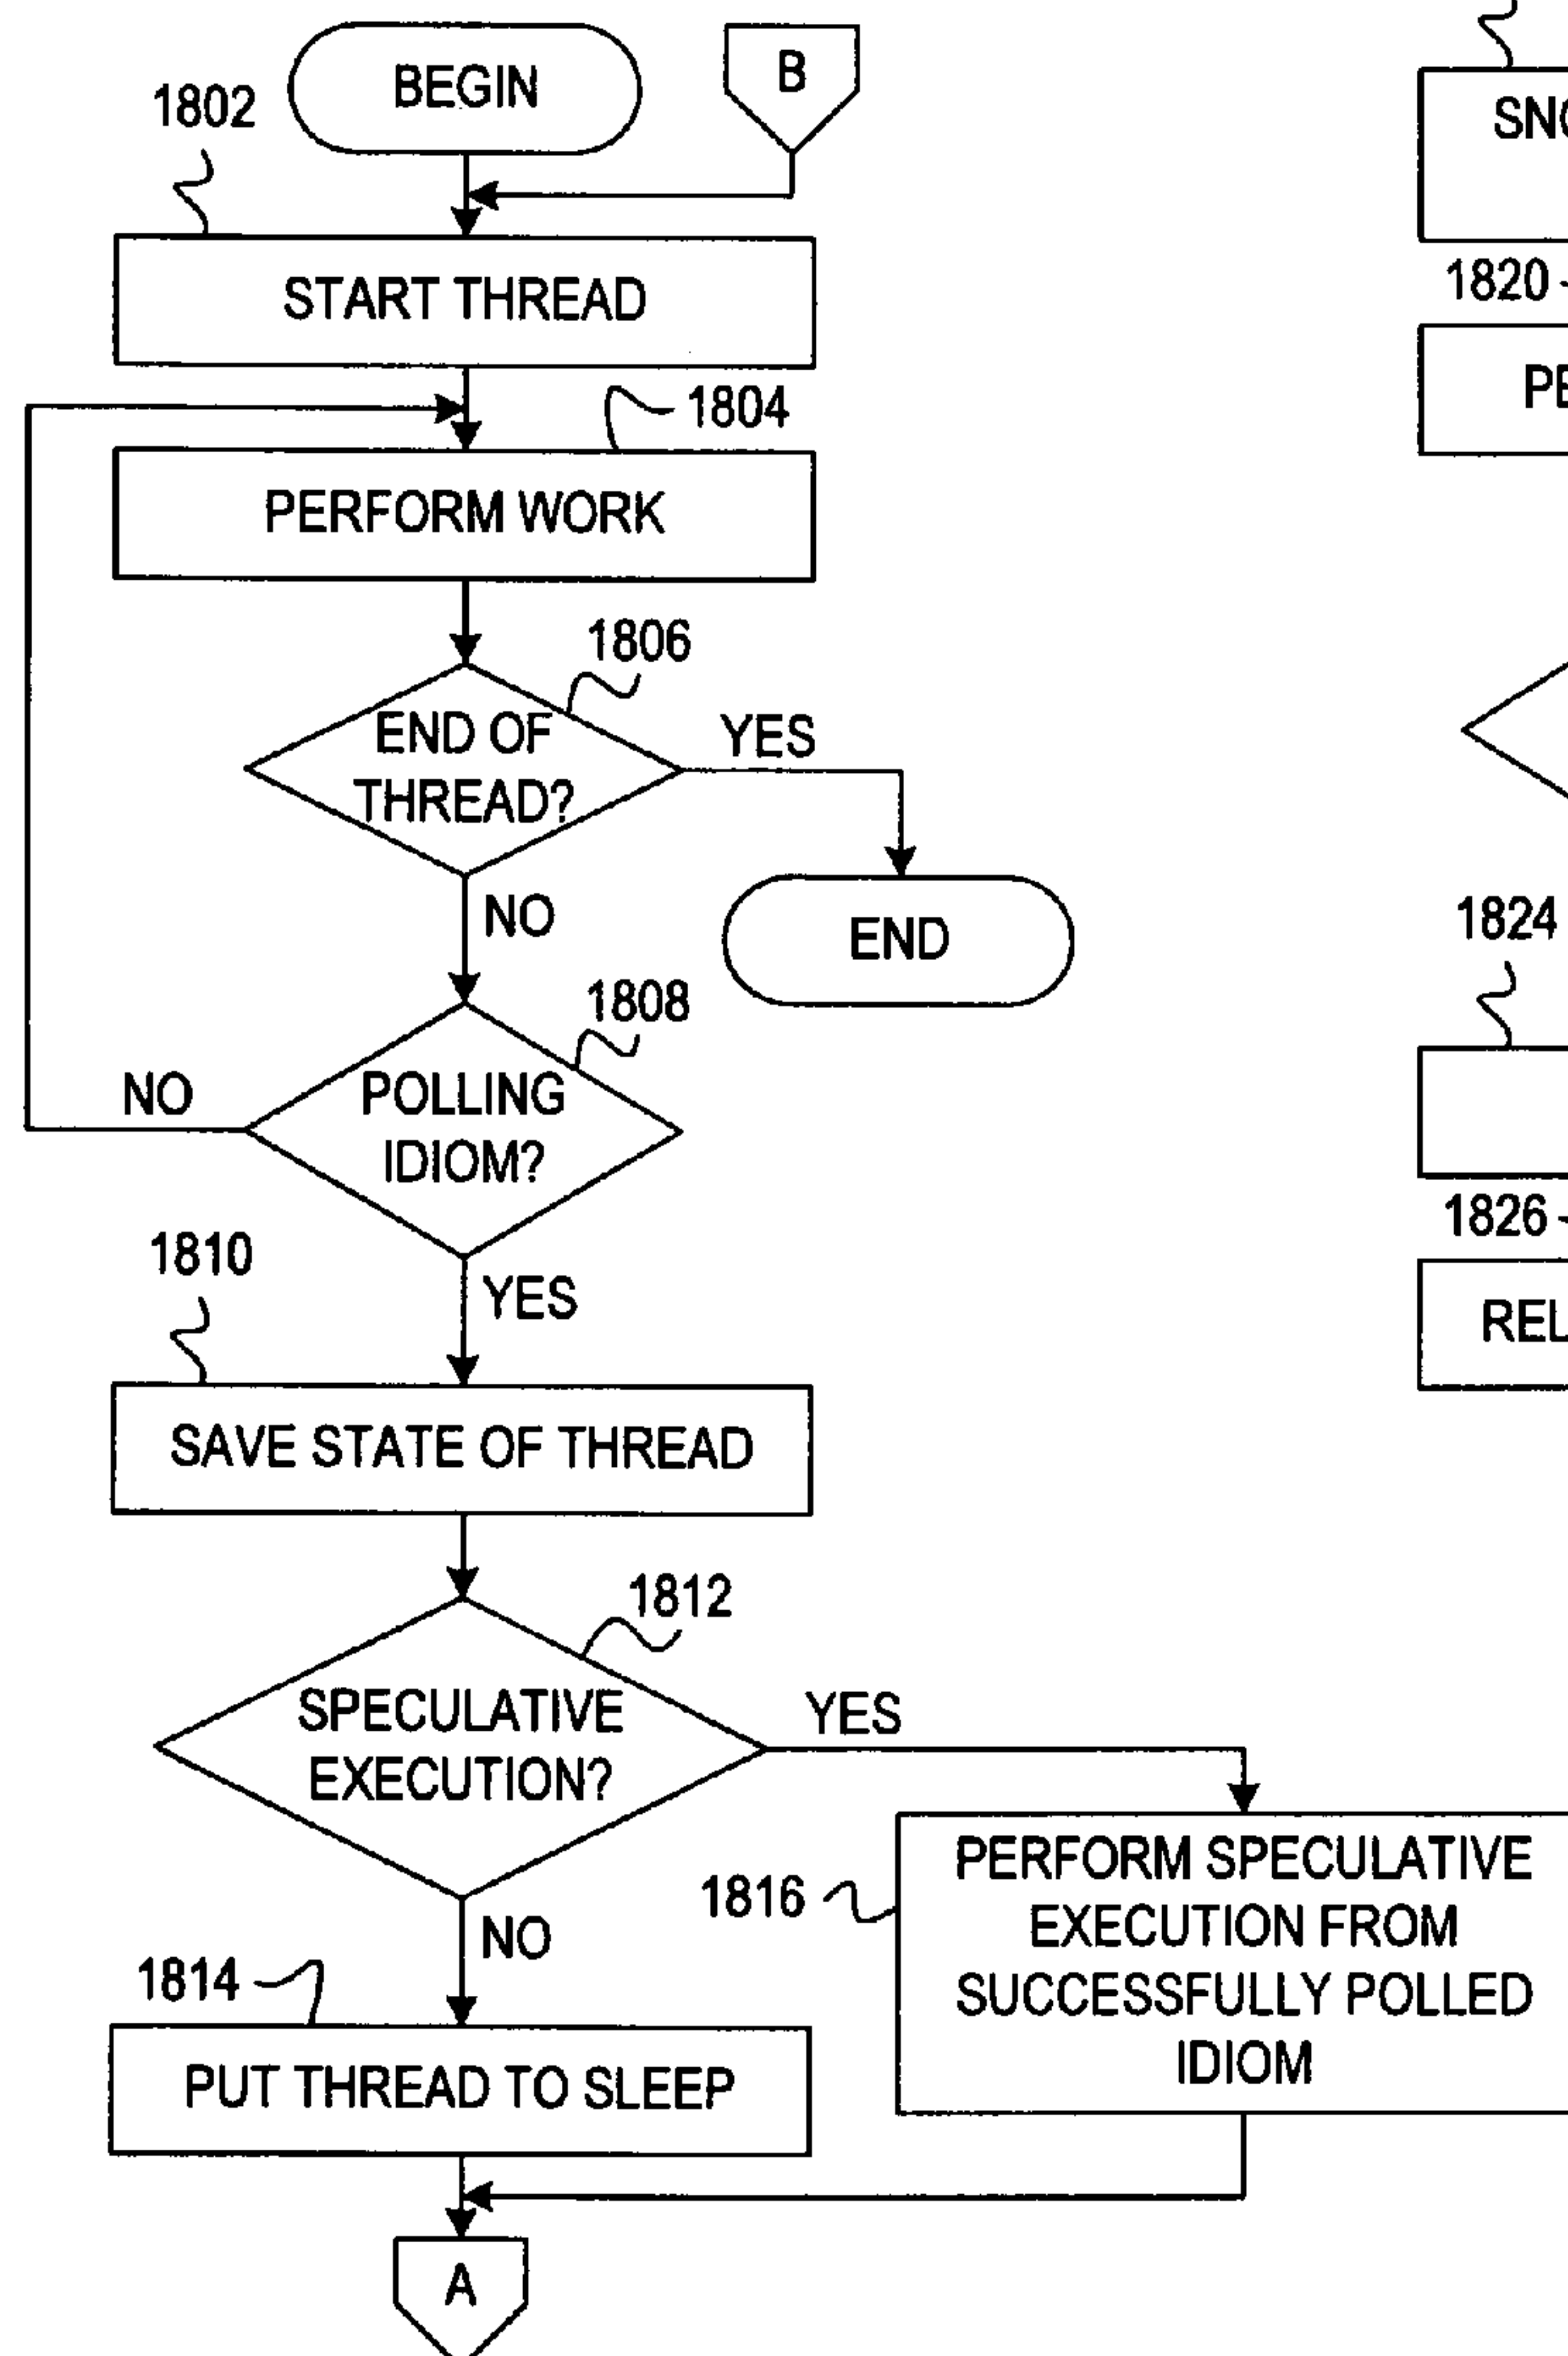 BEGIN
B
1802
START THREAD
1804
PERFORM WORK
1806
END OF
THREAD?
YES
NO
END
1808
POLLING
IDIOM?
NO
YES
1810
SAVE STATE OF THREAD
1812
SPECULATIVE
EXECUTION?
YES
NO
1816
PERFORM SPECULATIVE
EXECUTION FROM
SUCCESSFULLY POLLED
IDIOM
1814
PUT THREAD TO SLEEP
A
1820
1824
1826